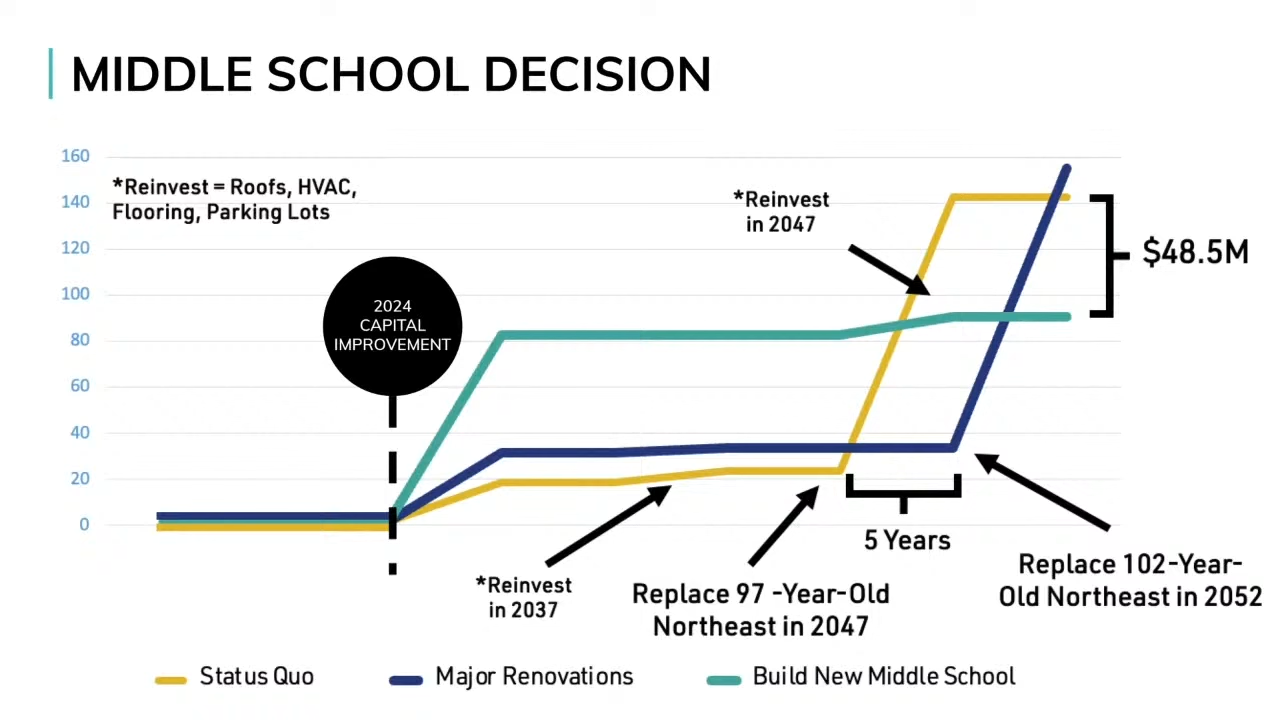 MIDDLE SCHOOL DECISION
160
140
120
100
80
60
40
20
0
*Reinvest = Roofs, HVAC,
Flooring, Parking Lots
2024
CAPITAL
IMPROVEMENT
*Reinvest
in 2047
$48.5M
*Reinvest
in 2037
Replace 97 -Year-Old
Northeast in 2047
5 Years
Replace 102-Year-
Old Northeast in 2052
Status Quo
Major Renovations
Build New Middle School